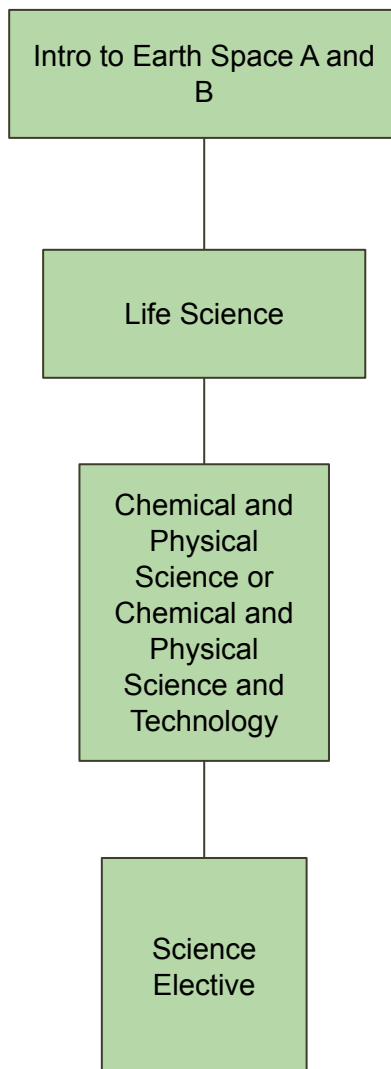 Intro to Earth Space A and
B
Life Science
Chemical and
Physical
Science or
Chemical and
Physical
Science and
Technology
Science
Elective